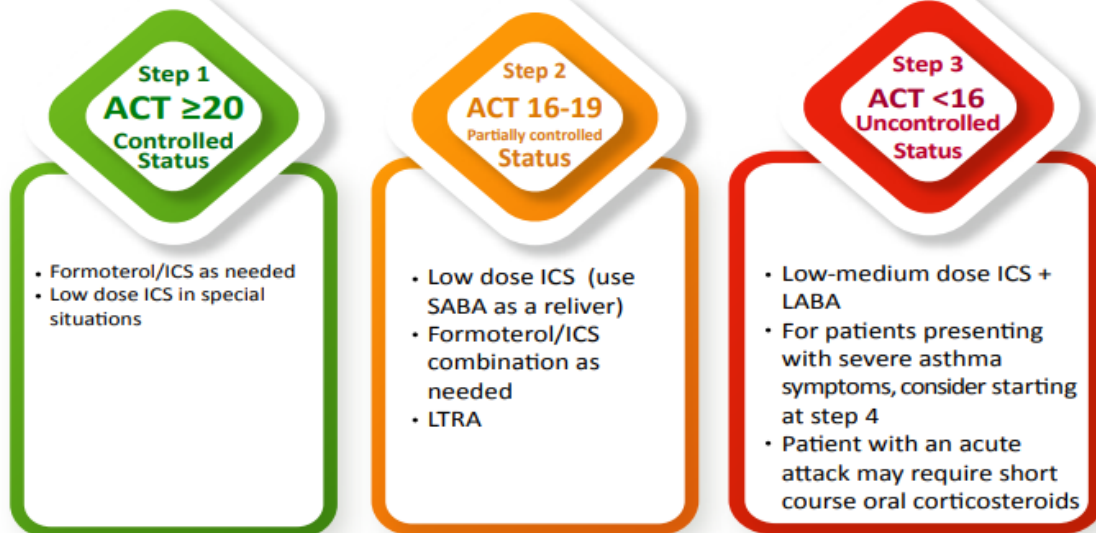 Step 1
ACT ≥20
Controlled
Status
• Formoterol/ICS as needed
• Low dose ICS in special
situations
Step 2
ACT 16-19
Partially controlled
Status
• Low dose ICS (use
SABA as a reliver)
• Formoterol/ICS
combination as
needed
• LTRA
Step 3
ACT <16
Uncontrolled
Status
• Low-medium dose ICS +
LABA
• For patients presenting
with severe asthma
symptoms, consider starting
at step 4
• Patient with an acute
attack may require short
course oral corticosteroids